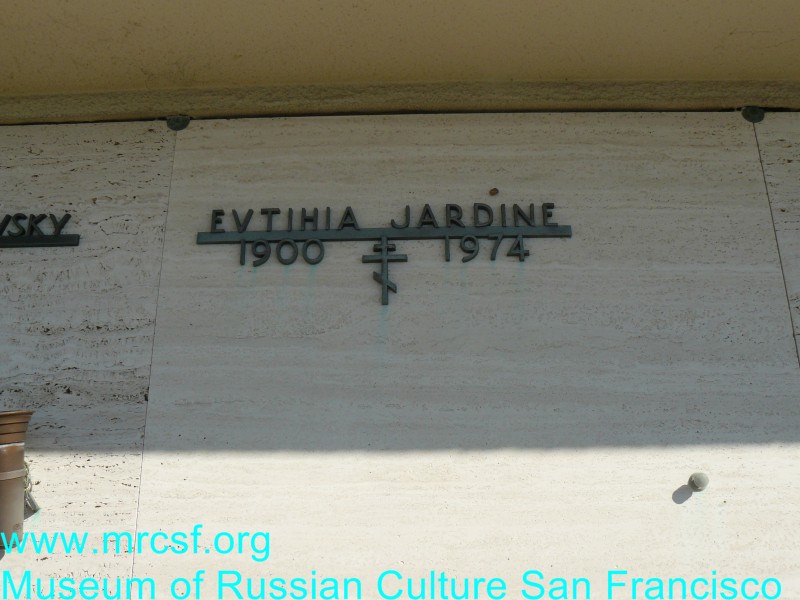 VSKY
EVTIHIA JARDINE
1900 1974
www.mrcsf.org
Museum of Russian Culture San Francisco